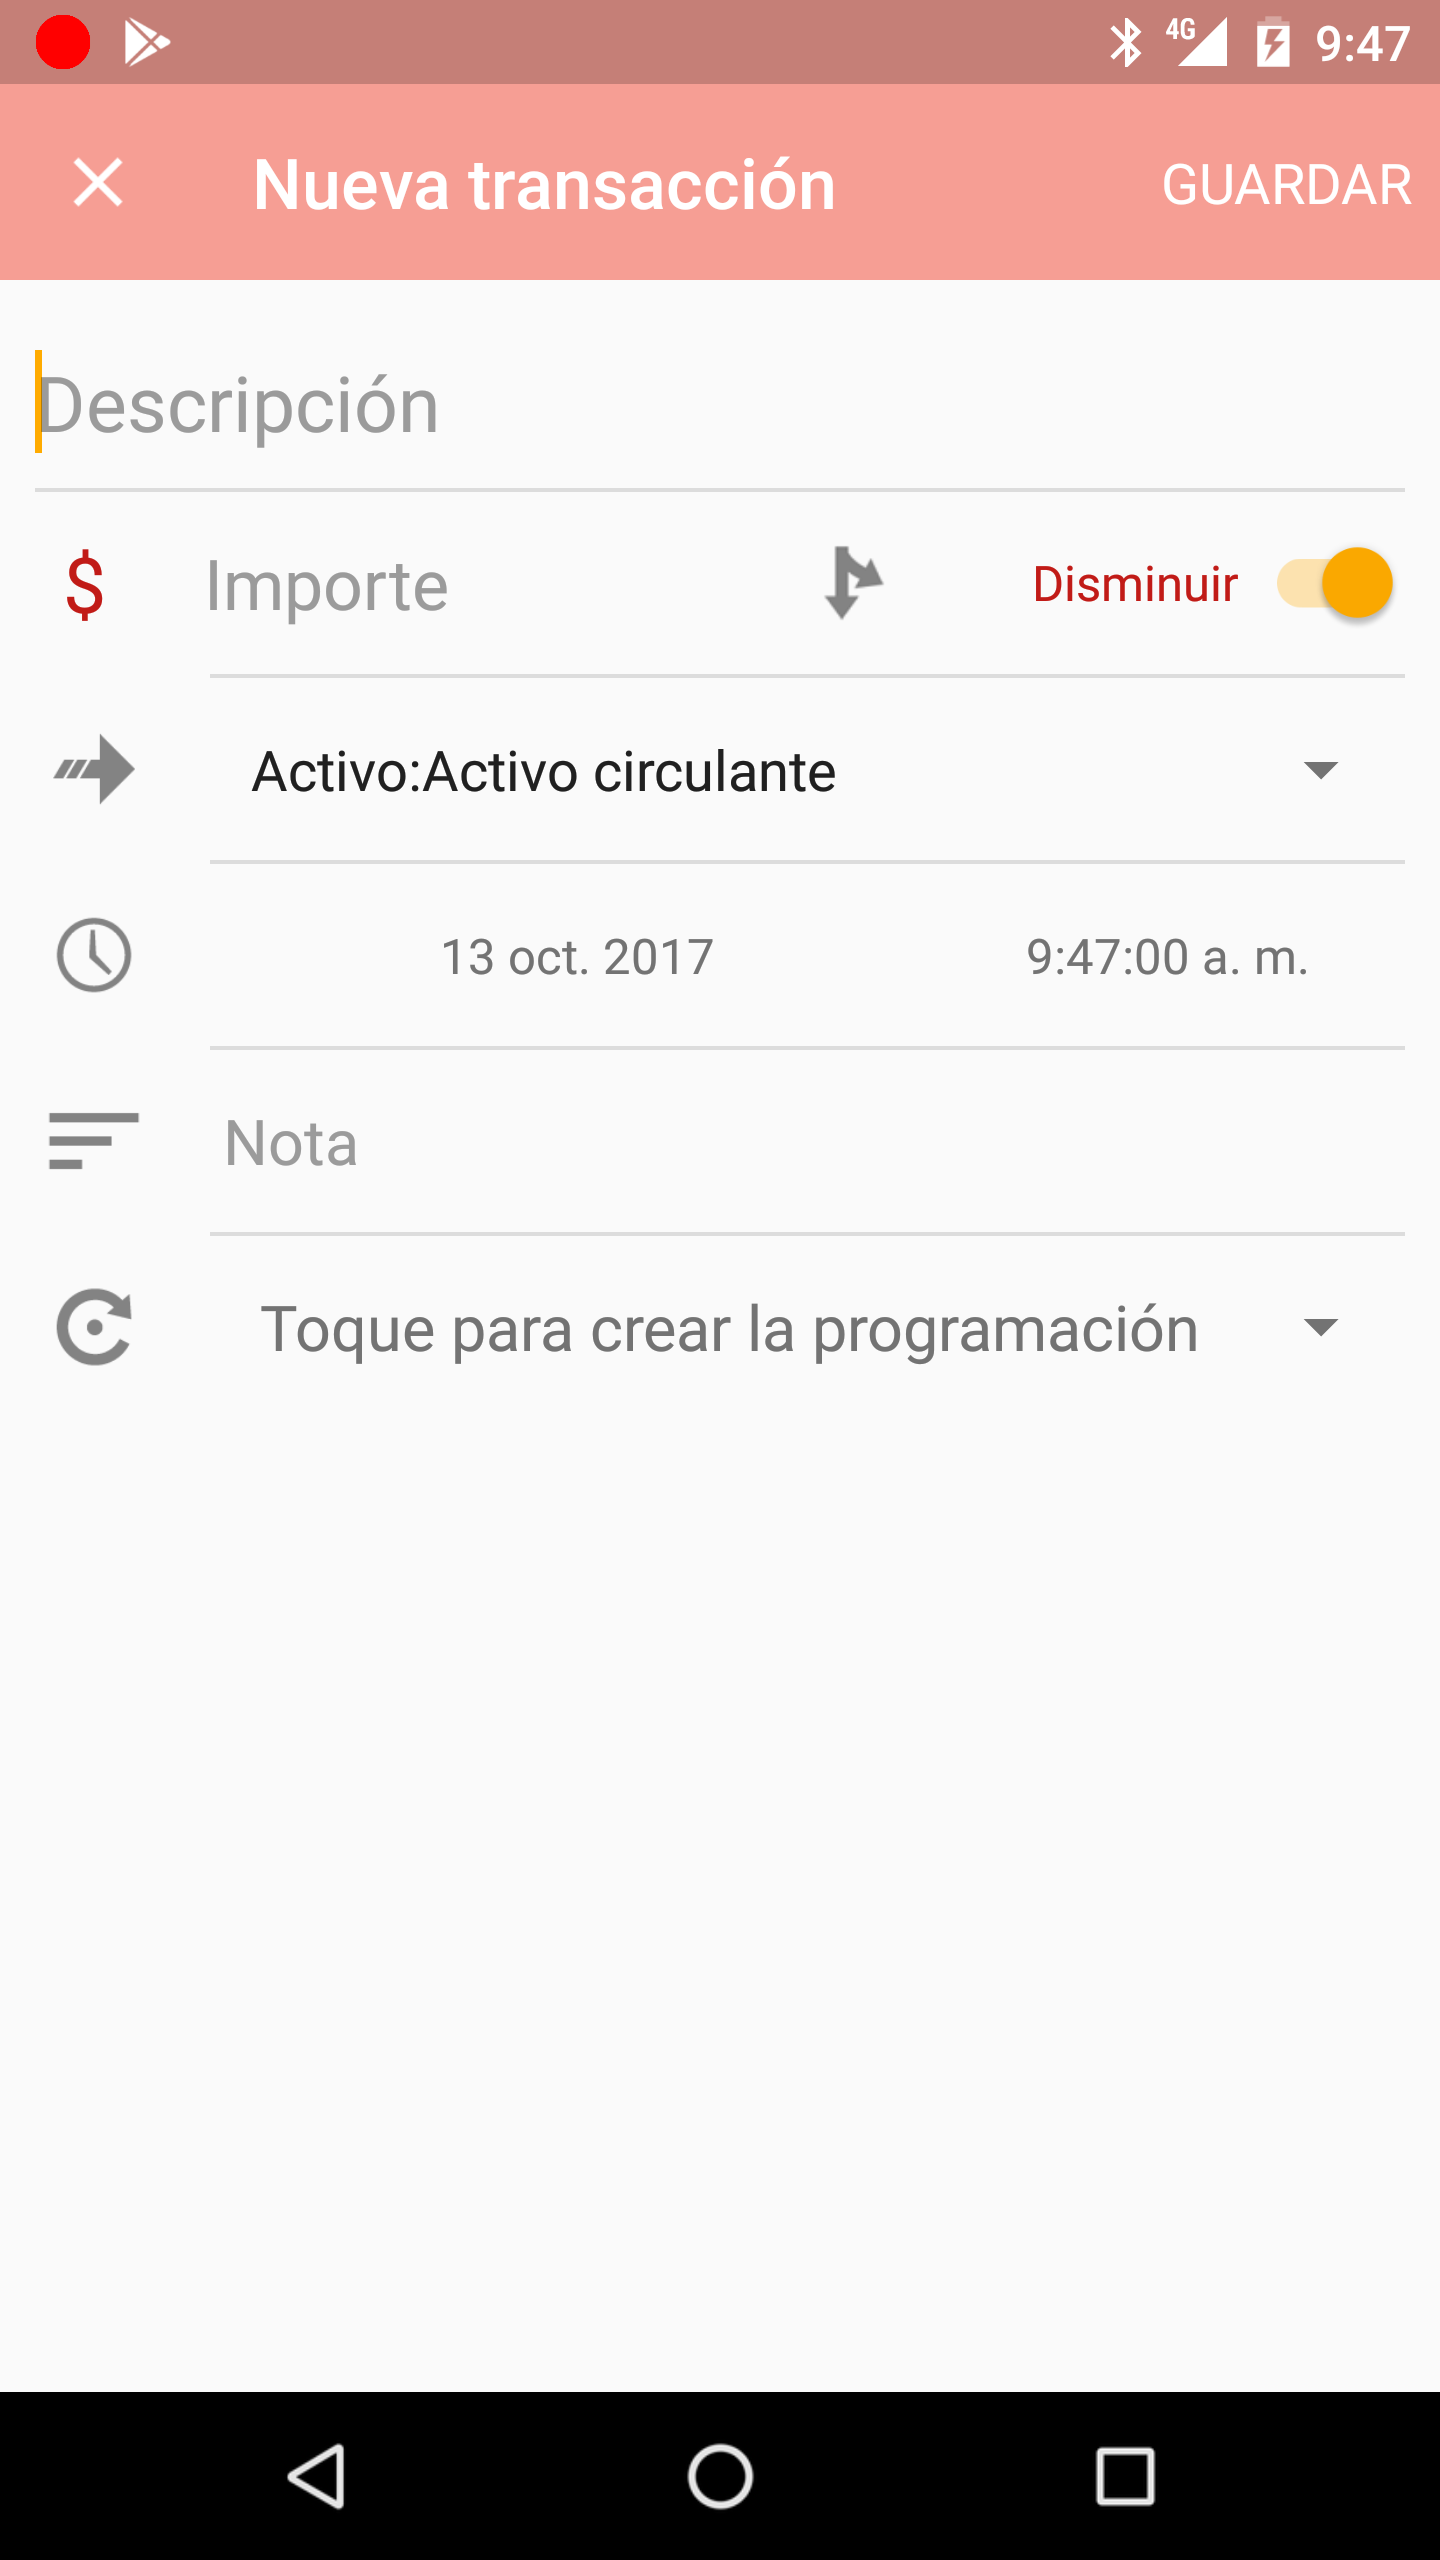 4G 9:47
Nueva transacción GUARDAR
Descripción
$ Importe Disminuir
Activo:Activo circulante
13 oct. 2017 9:47:00 a. m.
Nota
Toque para crear la programación